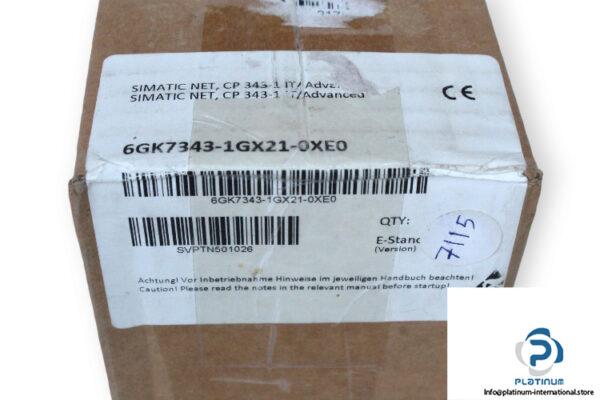 SIMATIC NET, CP 343-1 IT/
SIMATIC NET, CP 343-1 IT/Advanced
CE
6GK7343-1GX21-0XE0
6GK7343-1GX21-0XE0
QTY:
SVPTN501026
E-Stand
(Version)
7115
Achtung! Vor Inbetriebnahme Hinweise im jeweiligen Handbuch beachten!
Caution! Please read the notes in the relevant manual before startup!
PLATINUM
https://platinum-international.store